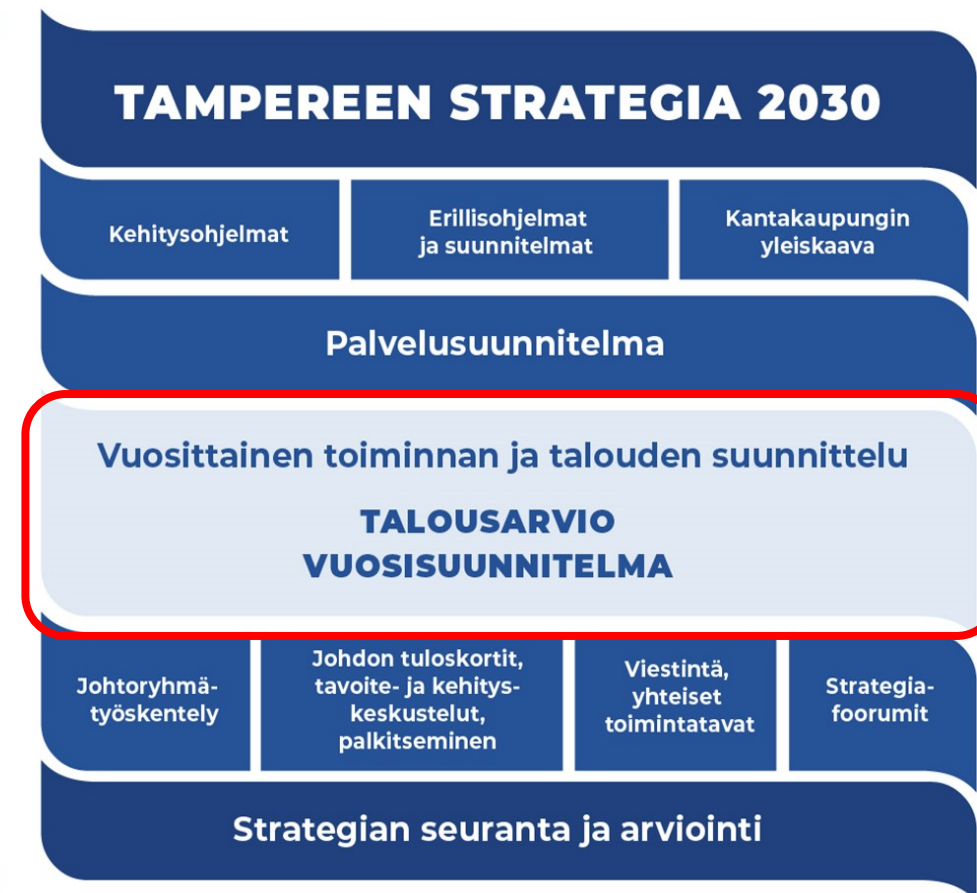 TAMPEREEN STRATEGIA 2030
Kehitysohjelmat
Erillisohjelmat
ja suunnitelmat
Kantakaupungin
yleiskaava
Palvelusuunnitelma
Vuosittainen toiminnan ja talouden suunnittelu
TALOUSARVIO
VUOSISUUNNITELMA
Johtoryhmä-
työskentely
Johdon tuloskortit,
tavoite- ja kehitys-
keskustelut,
palkitseminen
Viestintä,
yhteiset
toimintatavat
Strategia-
foorumit
Strategian seuranta ja arviointi